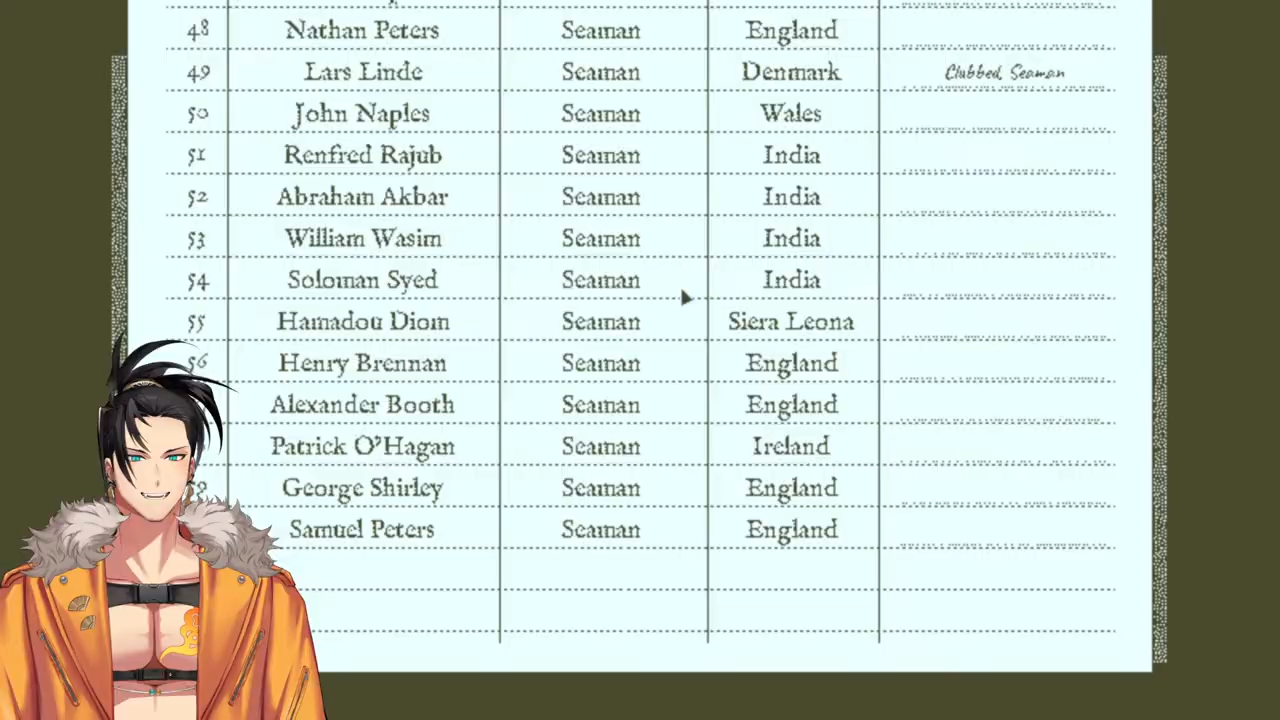 48 Nathan Peters Seaman England
49 Lars Linde Seaman Denmark Clubbed, Seaman
50 John Naples Seaman Wales
51 Renfred Rajub Seaman India
52 Abraham Akbar Seaman India
53 William Wasim Seaman India
54 Soloman Syed Seaman India
55 Hamadou Diom Seaman Siera Leona
56 Henry Brennan Seaman England
Alexander Booth Seaman England
Patrick O'Hagan Seaman Ireland
George Shirley Seaman England
Samuel Peters Seaman England